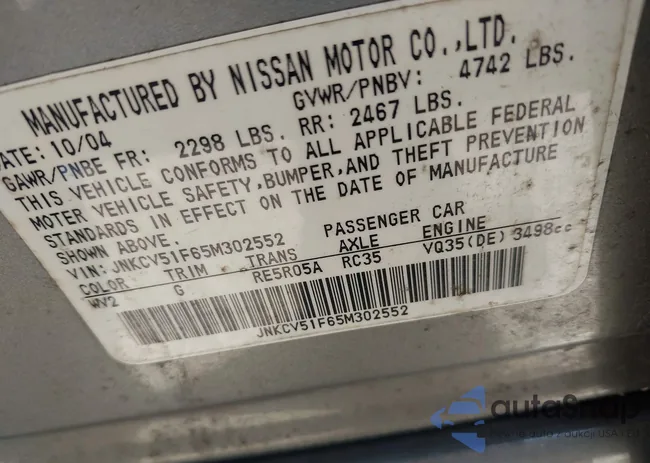 MANUFACTURED BY NISSAN MOTOR CO.,LTD.
ATE: 10/04 GVWR/PNBV: 4742 LBS.
GAWR/PNBE FR: 2298 LBS. RR: 2467 LBS.
THIS VEHICLE CONFORMS TO ALL APPLICABLE FEDERAL
MOTOR VEHICLE SAFETY,BUMPER,AND THEFT PREVENTION
STANDARDS IN EFFECT ON THE DATE OF MANUFACTURE
SHOWN ABOVE.
VIN: JNKCV51F65M302552 PASSENGER CAR
COLOR TRIM TRANS AXLE ENGINE
WV2 G RE5R05A RC35 VQ35(DE) 3498cc
JNKCV51F65M302552
autaSnap